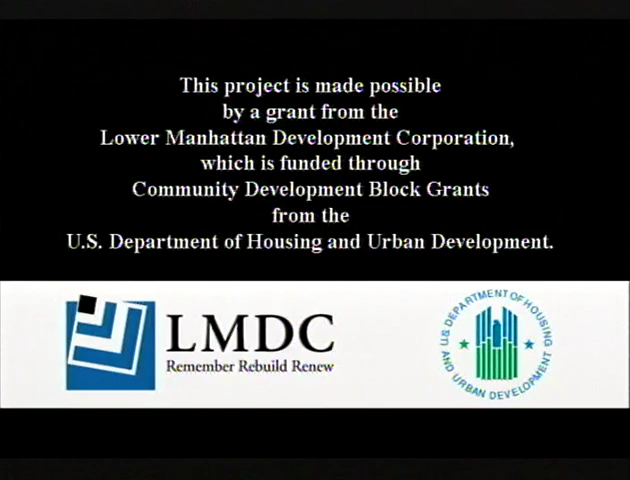 This project is made possible
by a grant from the
Lower Manhattan Development Corporation,
which is funded through
Community Development Block Grants
from the
U.S. Department of Housing and Urban Development.
LMDC
Remember Rebuild Renew
U.S. DEPARTMENT OF HOUSING
AND URBAN DEVELOPMENT